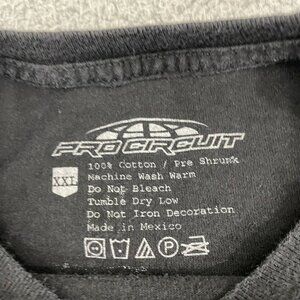 PRO CIRCUIT
XXL
100% Cotton / Pre Shrunk
Machine Wash Warm
Do Not Bleach
Tumble Dry Low
Do Not Iron Decoration
Made in Mexico